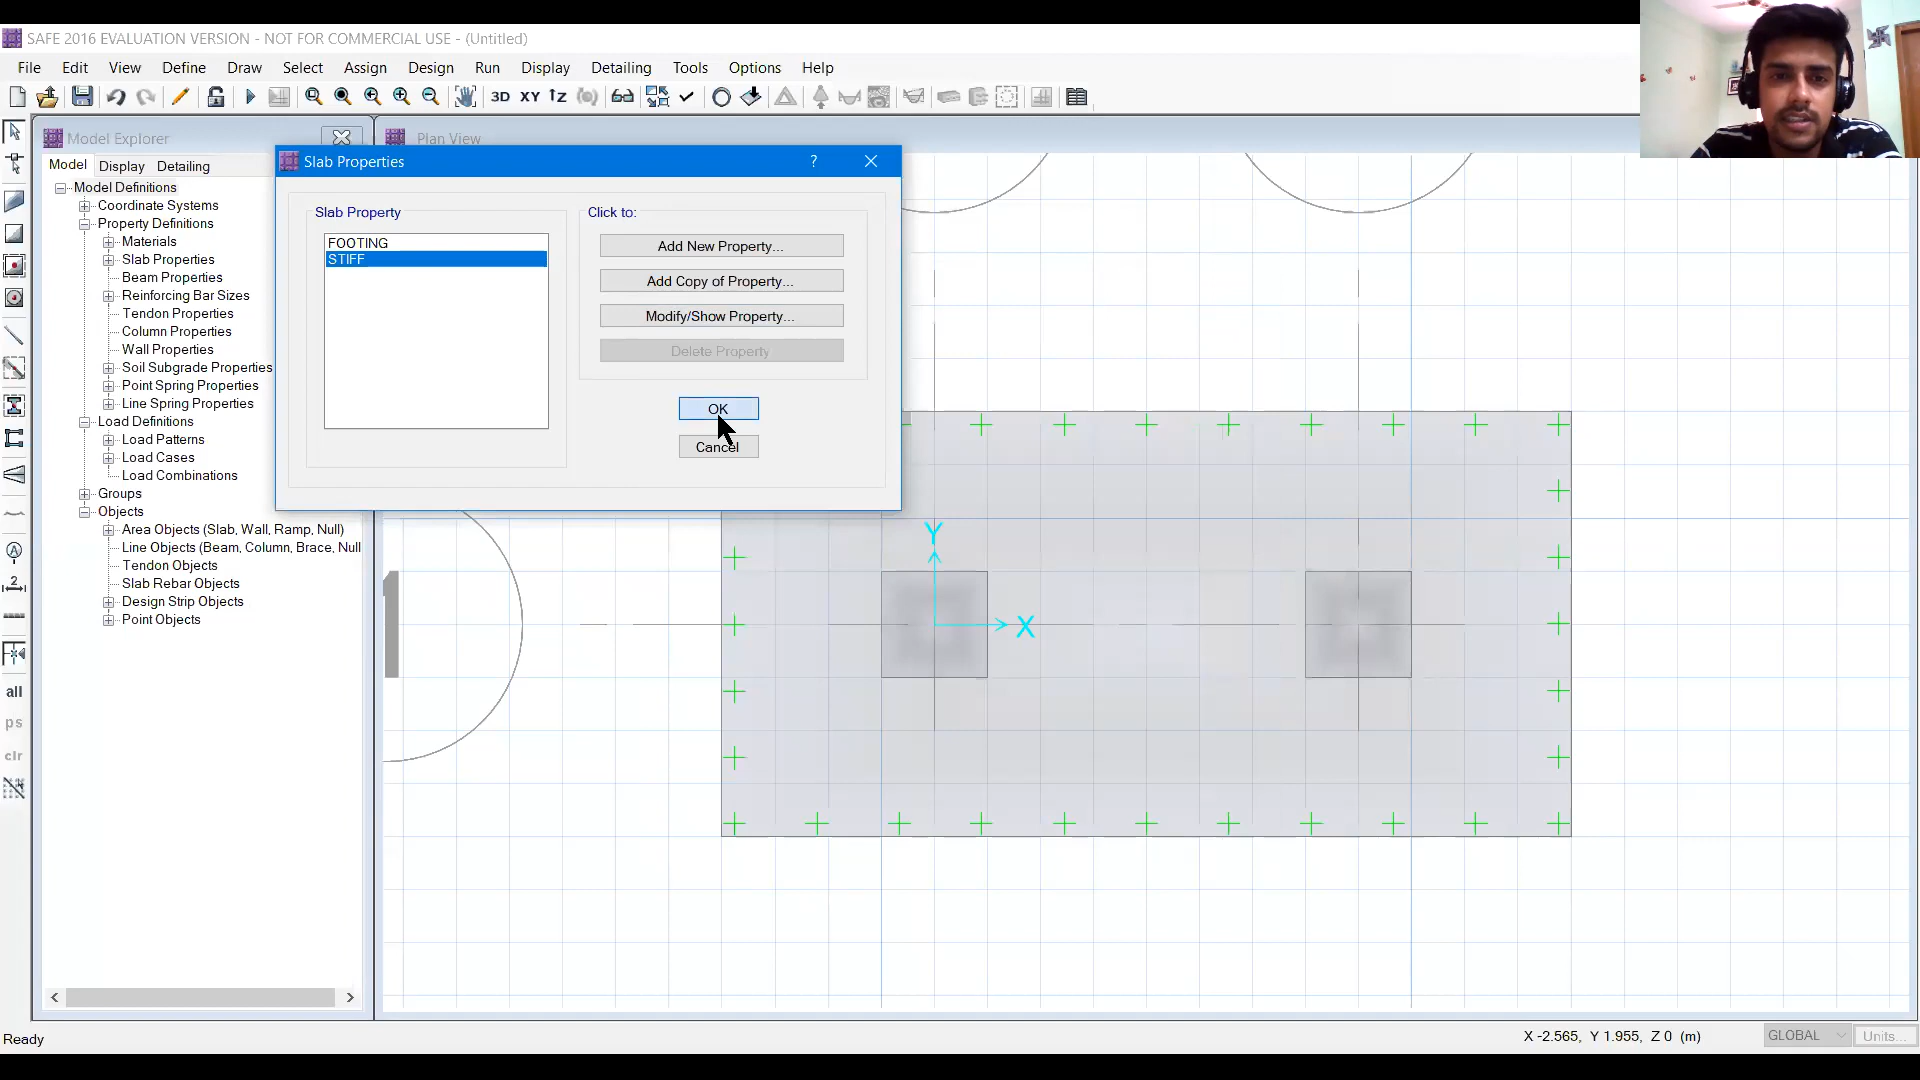 SAFE 2016 EVALUATION VERSION - NOT FOR COMMERCIAL USE - (Untitled)
File Edit View Define Draw Select Assign Design Run Display Detailing Tools Options Help
3D XY
Model Explorer
Plan View
Model Display Detailing
Model Definitions
Coordinate Systems
Property Definitions
Materials
Slab Properties
Beam Properties
Reinforcing Bar Sizes
Tendon Properties
Column Properties
Wall Properties
Soil Subgrade Properties
Point Spring Properties
Line Spring Properties
Load Definitions
Load Patterns
Load Cases
Load Combinations
Groups
Objects
Area Objects (Slab, Wall, Ramp, Null)
Line Objects (Beam, Column, Brace, Null
Tendon Objects
Slab Rebar Objects
Design Strip Objects
Point Objects
Slab Properties ?
Slab Property
FOOTING
STIFF
Click to:
Add New Property...
Add Copy of Property...
Modify/Show Property...
Delete Property
OK
Cancel
Y
X
1
all
ps
clr
Ready
X -2.565, Y 1.955, Z 0 (m)
GLOBAL
Units...